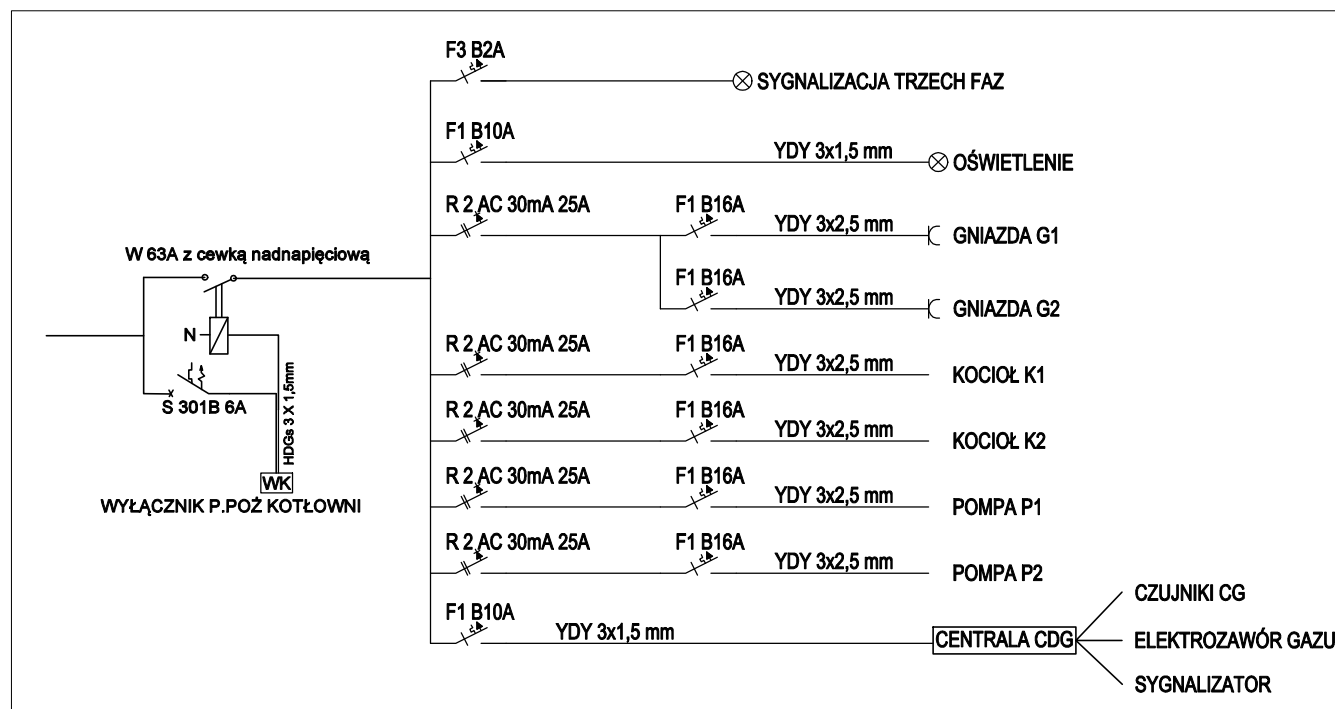 F3 B2A
SYGNALIZACJA TRZECH FAZ
F1 B10A
YDY 3x1,5 mm
OŚWIETLENIE
R 2 AC 30mA 25A
F1 B16A
YDY 3x2,5 mm
GNIAZDA G1
W 63A z cewką nadnapięciową
F1 B16A
YDY 3x2,5 mm
GNIAZDA G2
N
R 2 AC 30mA 25A
F1 B16A
YDY 3x2,5 mm
KOCIOŁ K1
S 301B 6A
HDGs 3 X 1,5mm
R 2 AC 30mA 25A
F1 B16A
YDY 3x2,5 mm
KOCIOŁ K2
WK
WYŁĄCZNIK P.POŻ KOTŁOWNI
R 2 AC 30mA 25A
F1 B16A
YDY 3x2,5 mm
POMPA P1
R 2 AC 30mA 25A
F1 B16A
YDY 3x2,5 mm
POMPA P2
F1 B10A
YDY 3x1,5 mm
CENTRALA CDG
CZUJNIKI CG
ELEKTROZAWÓR GAZU
SYGNALIZATOR